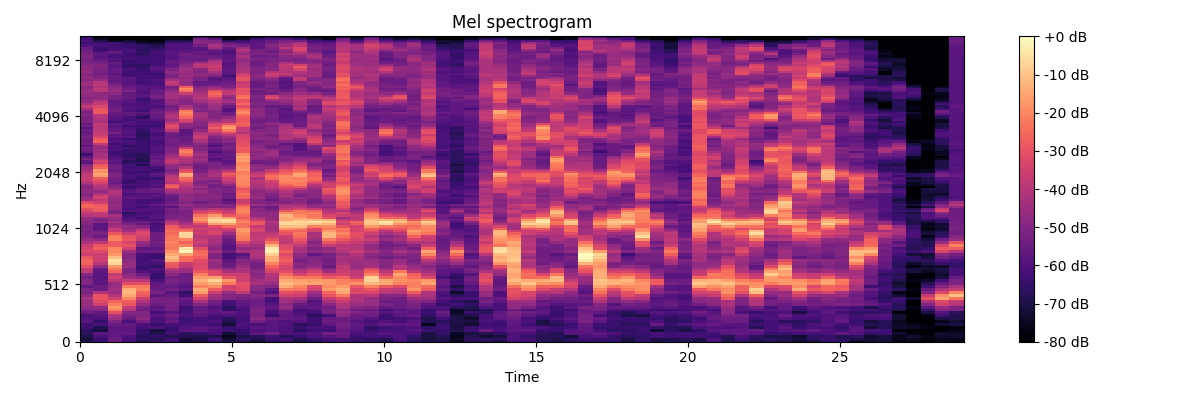 Mel spectrogram
8192
4096
2048
1024
512
0
Hz
0 5 10 15 20 25
Time
+0 dB
-10 dB
-20 dB
-30 dB
-40 dB
-50 dB
-60 dB
-70 dB
-80 dB